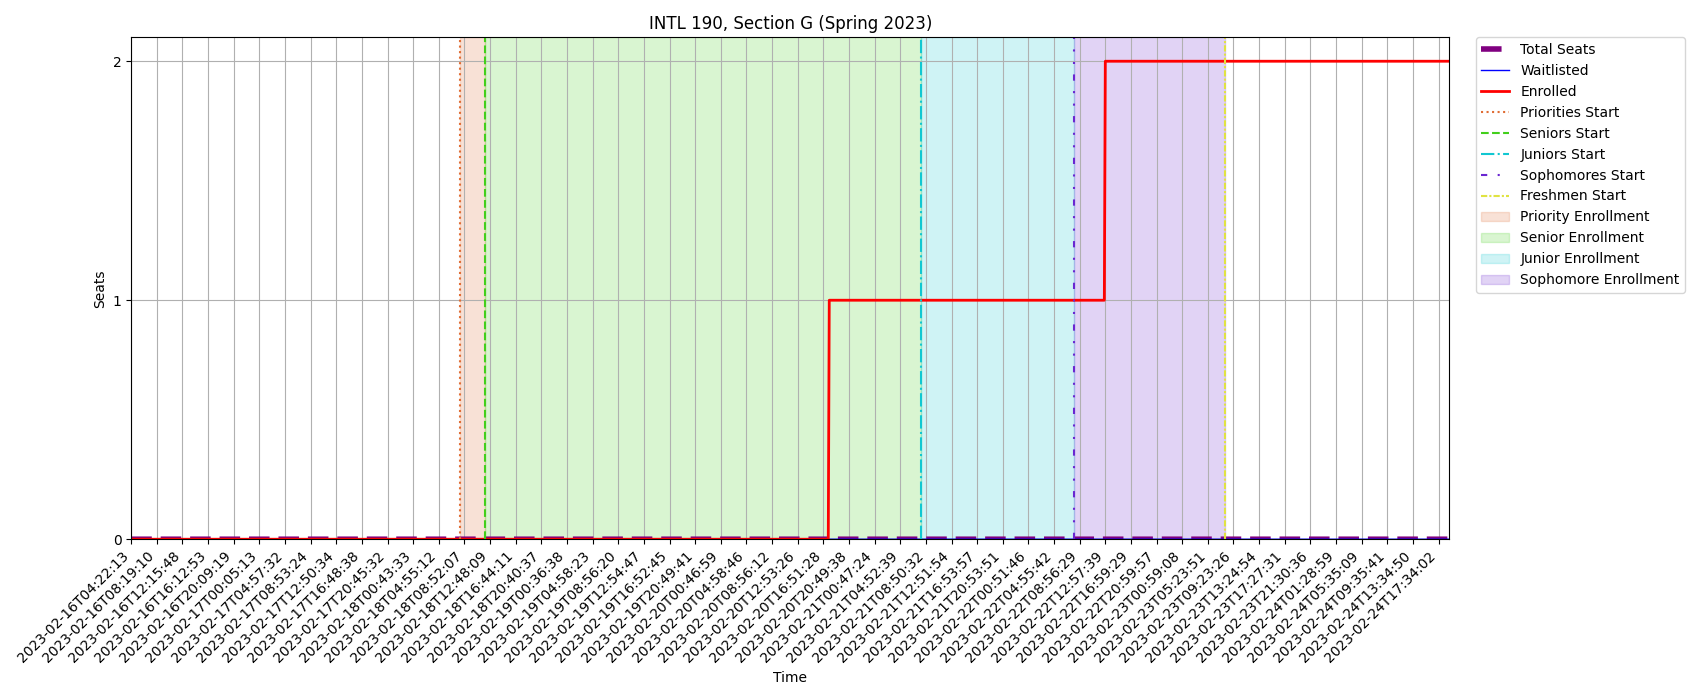 INTL 190, Section G (Spring 2023)
Total Seats
Waitlisted
Enrolled
Priorities Start
Seniors Start
Juniors Start
Sophomores Start
Freshmen Start
Priority Enrollment
Senior Enrollment
Junior Enrollment
Sophomore Enrollment
Seats
2
1
0
2023-02-16T04:22:13
2023-02-16T08:19:10
2023-02-16T12:15:48
2023-02-16T16:12:53
2023-02-16T20:09:19
2023-02-17T00:05:13
2023-02-17T04:57:32
2023-02-17T08:53:24
2023-02-17T12:50:34
2023-02-17T16:48:38
2023-02-17T20:45:32
2023-02-18T00:43:33
2023-02-18T04:55:12
2023-02-18T08:52:07
2023-02-18T12:48:09
2023-02-18T16:44:11
2023-02-18T20:40:37
2023-02-19T00:36:38
2023-02-19T04:58:23
2023-02-19T08:56:20
2023-02-19T12:54:47
2023-02-19T16:52:45
2023-02-19T20:49:41
2023-02-20T00:46:59
2023-02-20T04:58:46
2023-02-20T08:56:12
2023-02-20T12:53:26
2023-02-20T16:51:28
2023-02-20T20:49:38
2023-02-21T00:47:24
2023-02-21T04:52:39
2023-02-21T08:50:32
2023-02-21T12:51:54
2023-02-21T16:53:57
2023-02-21T20:53:51
2023-02-22T00:51:46
2023-02-22T04:55:42
2023-02-22T08:56:29
2023-02-22T12:57:39
2023-02-22T16:59:29
2023-02-22T20:59:57
2023-02-23T00:59:08
2023-02-23T05:23:51
2023-02-23T09:23:26
2023-02-23T13:24:54
2023-02-23T17:27:31
2023-02-23T21:30:36
2023-02-24T01:28:59
2023-02-24T05:35:09
2023-02-24T09:35:41
2023-02-24T13:34:50
2023-02-24T17:34:02
Time